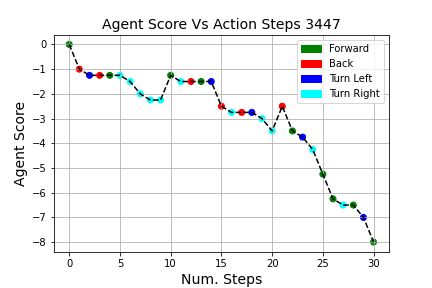 Agent Score Vs Action Steps 3447
Agent Score
0
−1
−2
−3
−4
−5
−6
−7
−8
Forward
Back
Turn Left
Turn Right
0 5 10 15 20 25 30
Num. Steps